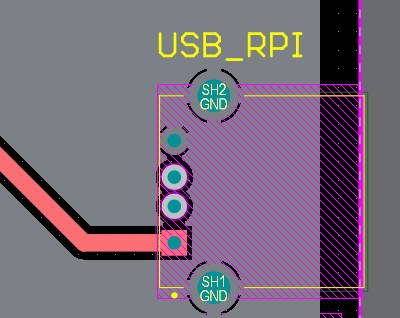 USB_RPI
SH2
GND
SH1
GND